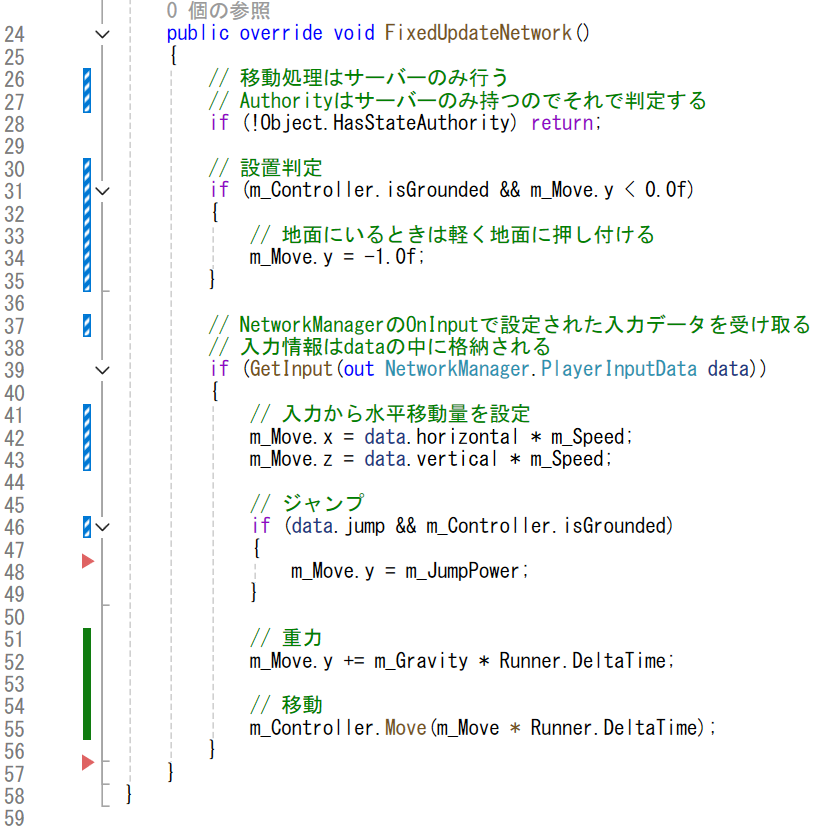 0 個の参照
24 public override void FixedUpdateNetwork()
25 {
26 // 移動処理はサーバーのみ行う
27 // Authorityはサーバーのみ持つのでそれで判定する
28 if (!Object.HasStateAuthority) return;
29
30 // 設置判定
31 if (m_Controller.isGrounded && m_Move.y < 0.0f)
32 {
33 // 地面にいるときは軽く地面に押し付ける
34 m_Move.y = -1.0f;
35 }
36
37 // NetworkManagerのOnInputで設定された入力データを受け取る
38 // 入力情報はdataの中に格納される
39 if (GetInput(out NetworkManager.PlayerInputData data))
40 {
41 // 入力から水平移動量を設定
42 m_Move.x = data.horizontal * m_Speed;
43 m_Move.z = data.vertical * m_Speed;
44
45 // ジャンプ
46 if (data.jump && m_Controller.isGrounded)
47 {
48 m_Move.y = m_JumpPower;
49 }
50
51 // 重力
52 m_Move.y += m_Gravity * Runner.DeltaTime;
53
54 // 移動
55 m_Controller.Move(m_Move * Runner.DeltaTime);
56 }
57 }
58 }
59